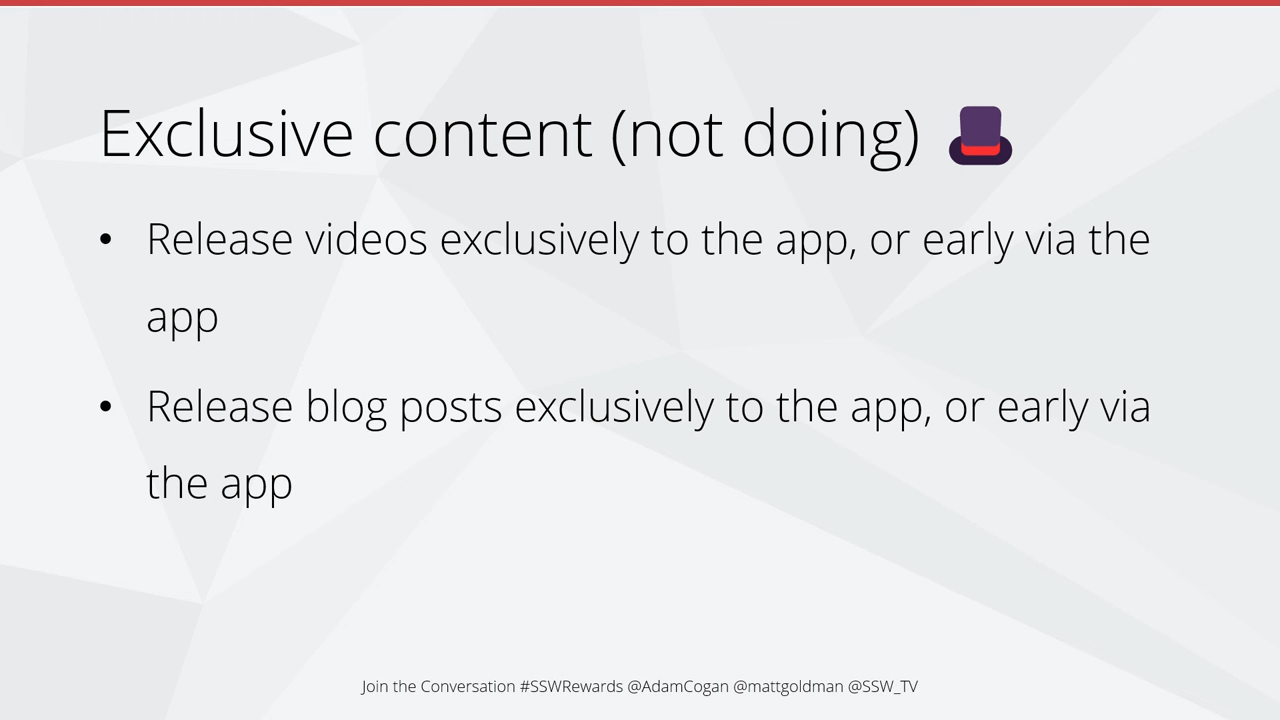 Exclusive content (not doing) 🎩
• Release videos exclusively to the app, or early via the
app
• Release blog posts exclusively to the app, or early via
the app
Join the Conversation #SSWRewards @AdamCogan @mattgoldman @SSW_TV